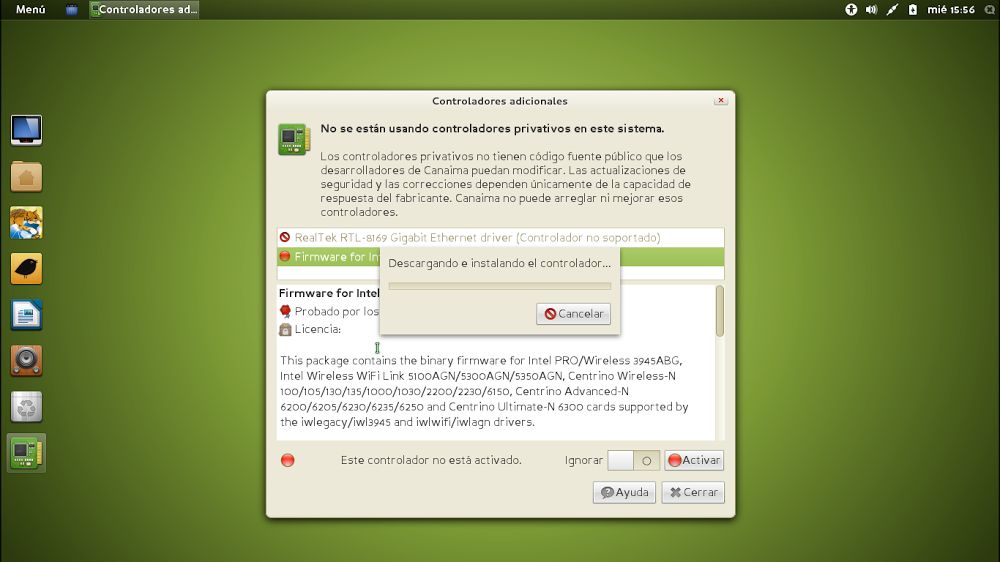 Menú
Controladores ad...
mié 15:56
Controladores adicionales
No se están usando controladores privativos en este sistema.
Los controladores privativos no tienen código fuente público que los
desarrolladores de Canaima puedan modificar. Las actualizaciones de
seguridad y las correcciones dependen únicamente de la capacidad de
respuesta del fabricante. Canaima no puede arreglar ni mejorar esos
controladores.
RealTek RTL-8169 Gigabit Ethernet driver (Controlador no soportado)
Firmware for In
Descargando e instalando el controlador...
Cancelar
Firmware for Intel
Probado por los
Licencia:
This package contains the binary firmware for Intel PRO/Wireless 3945ABG,
Intel Wireless WiFi Link 5100AGN/5300AGN/5350AGN, Centrino Wireless-N
100/105/130/135/1000/1030/2200/2230/6150, Centrino Advanced-N
6200/6205/6230/6235/6250 and Centrino Ultimate-N 6300 cards supported by
the iwlegacy/iwl3945 and iwlwifi/iwlagn drivers.
Este controlador no está activado.
Ignorar
Activar
Ayuda
Cerrar